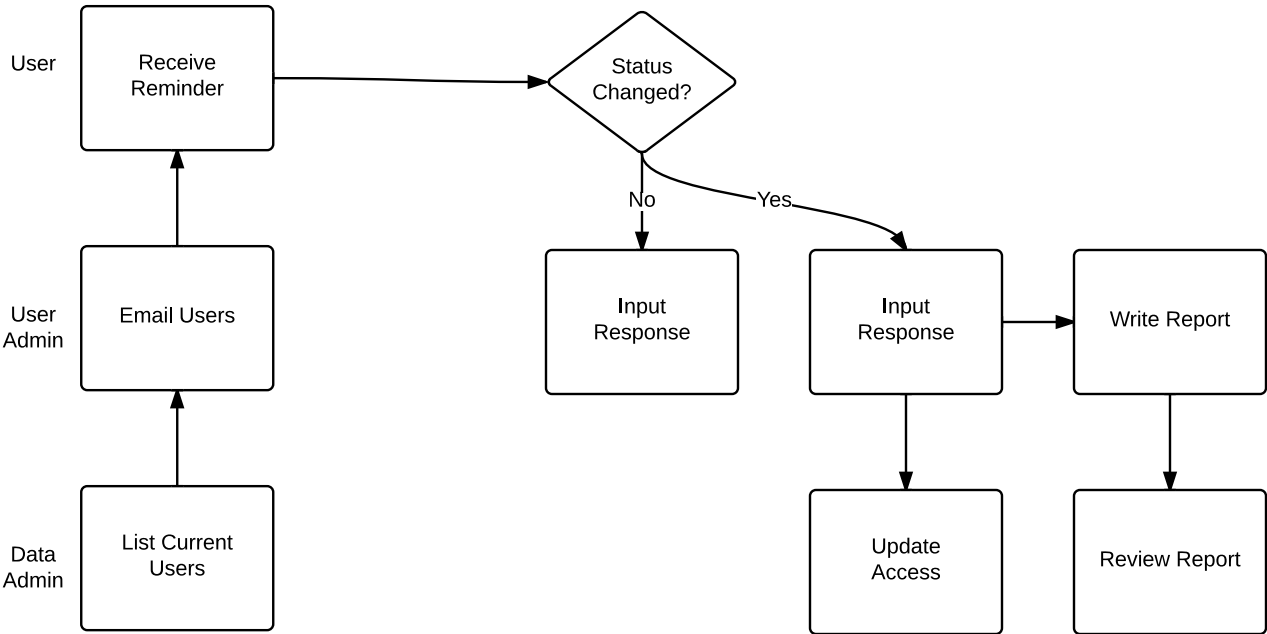 User
Receive
Reminder
Status
Changed?
No
Yes
User
Admin
Email Users
Input
Response
Input
Response
Write Report
Data
Admin
List Current
Users
Update
Access
Review Report